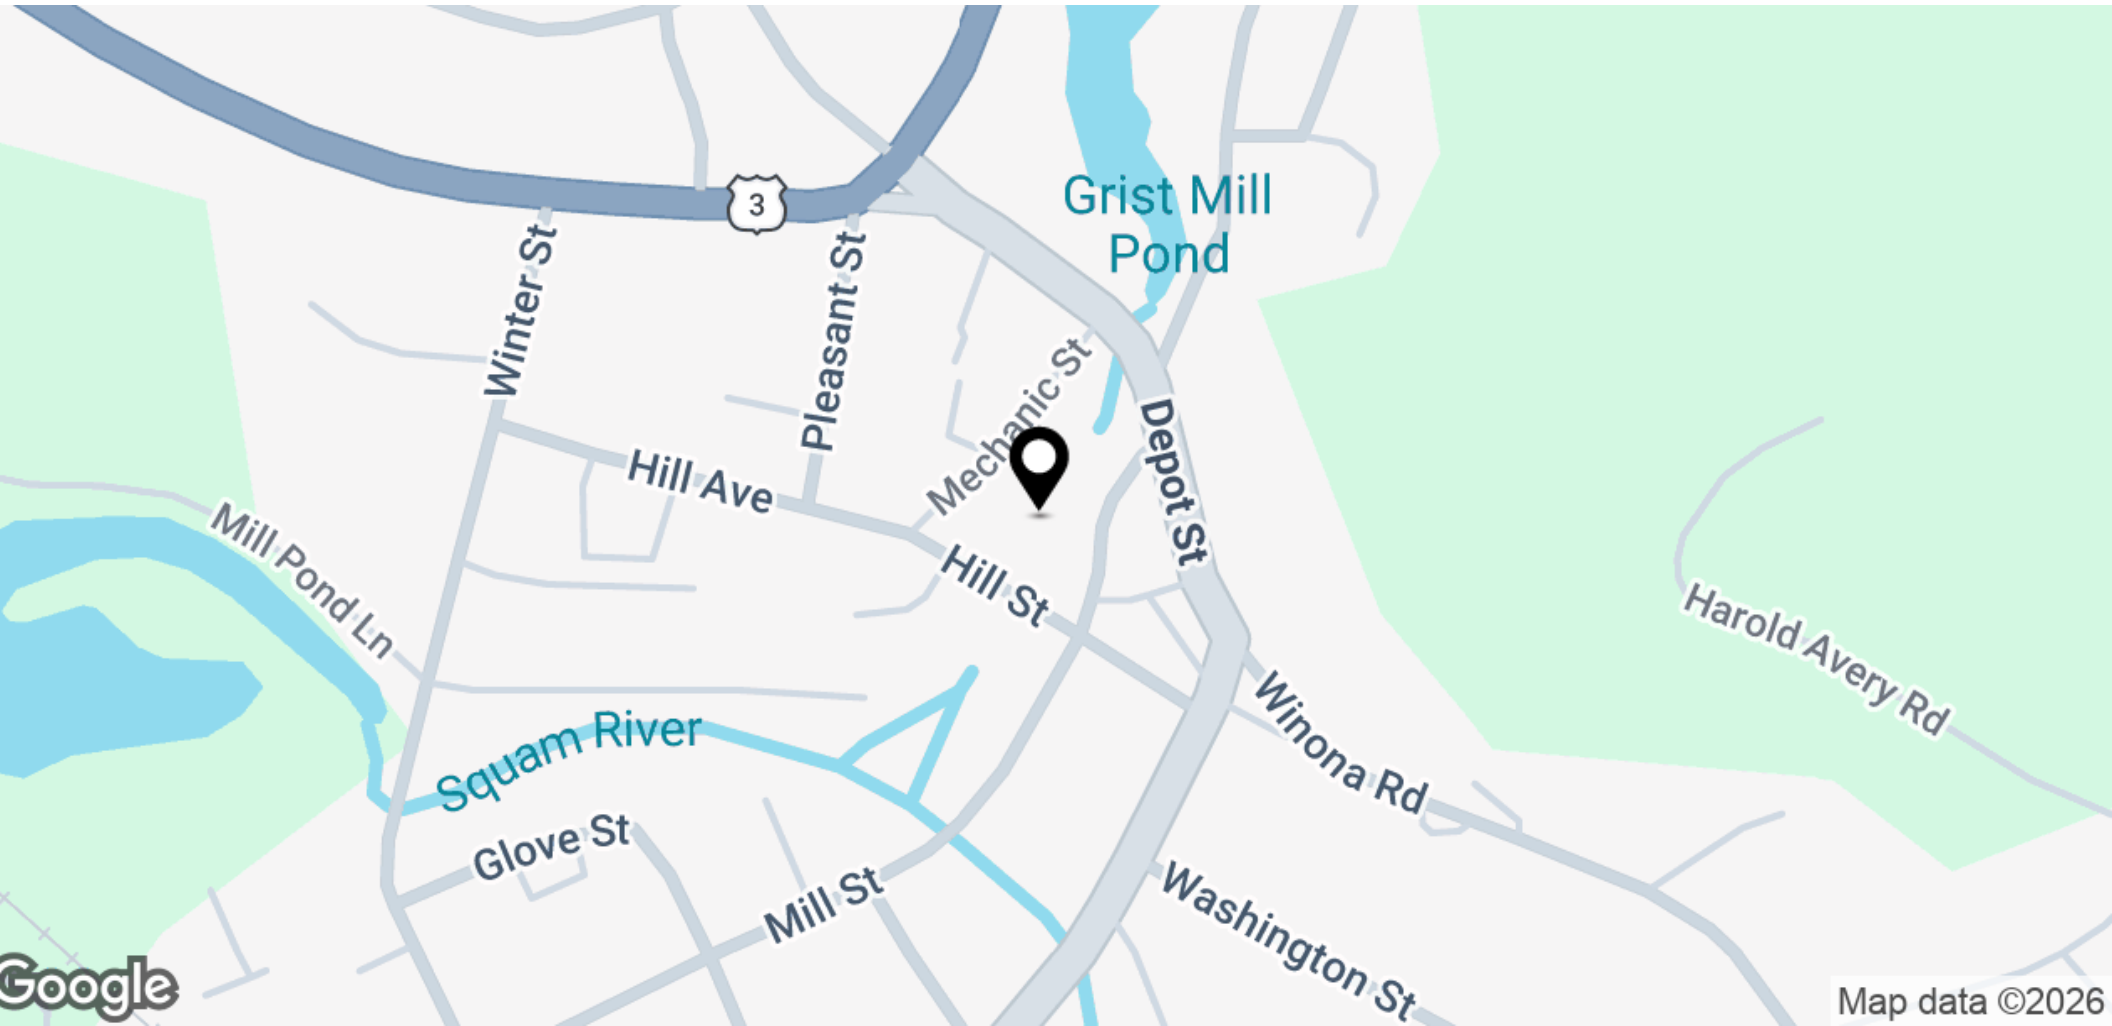 3
Grist Mill
Pond
Winter St
Pleasant St
Mechanic St
Depot St
Hill Ave
Mill Pond Ln
Hill St
Harold Avery Rd
Squam River
Winona Rd
Glove St
Mill St
Washington St
Google
Map data ©2026